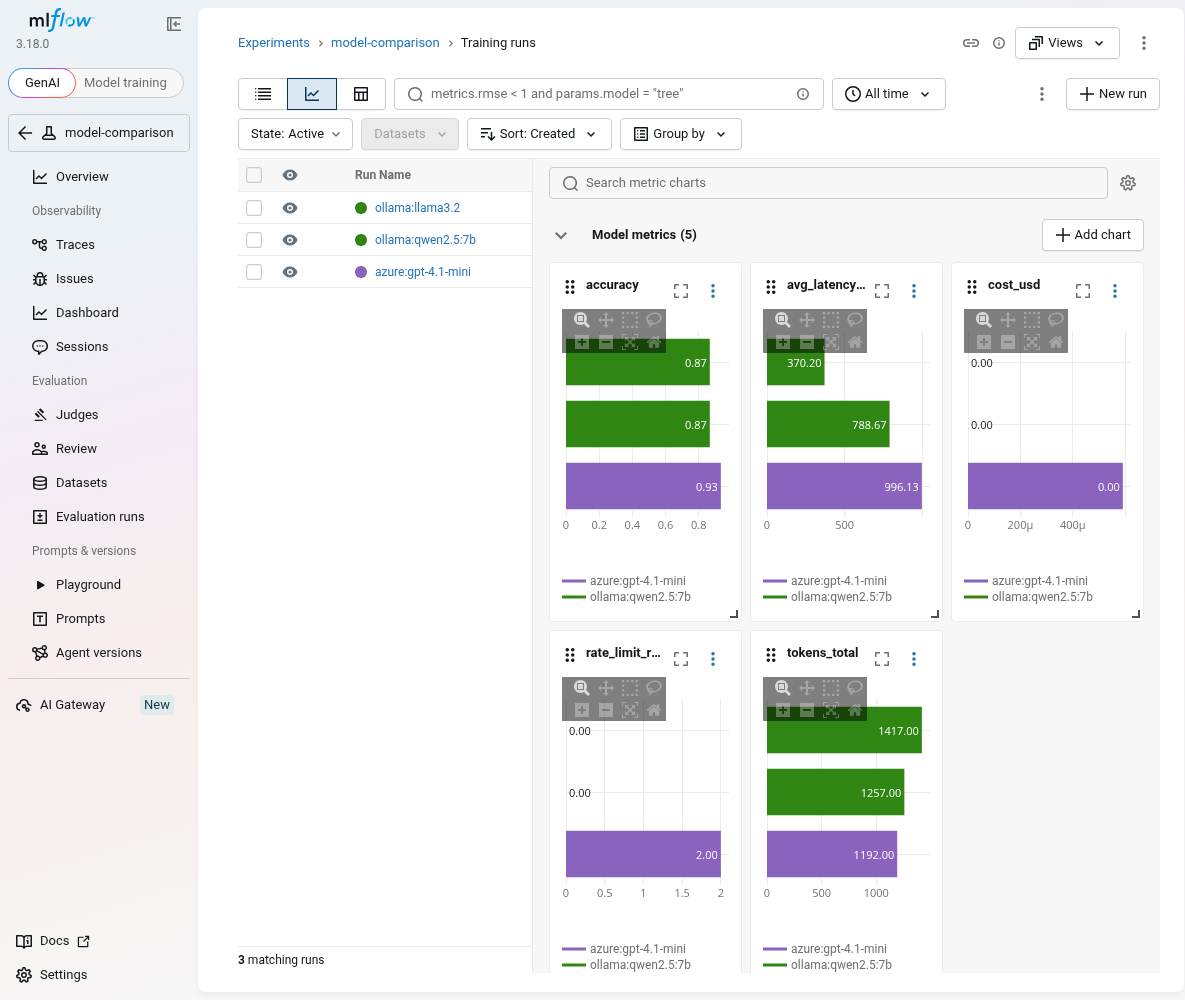 mlflow
3.18.0
GenAI
Model training
model-comparison
Overview
Observability
Traces
Issues
Dashboard
Sessions
Evaluation
Judges
Review
Datasets
Evaluation runs
Prompts & versions
Playground
Prompts
Agent versions
AI Gateway
New
Docs
Settings
Experiments › model-comparison › Training runs
Views
metrics.rmse < 1 and params.model = "tree"
All time
New run
State: Active
Datasets
Sort: Created
Group by
Run Name
ollama:llama3.2
ollama:qwen2.5:7b
azure:gpt-4.1-mini
3 matching runs
Search metric charts
Model metrics (5)
Add chart
accuracy
0.87
0.87
0.93
0 0.2 0.4 0.6 0.8
azure:gpt-4.1-mini
ollama:qwen2.5:7b
avg_latency...
370.20
788.67
996.13
0 500
azure:gpt-4.1-mini
ollama:qwen2.5:7b
cost_usd
0.00
0.00
0.00
0 200μ 400μ
azure:gpt-4.1-mini
ollama:qwen2.5:7b
rate_limit_r...
0.00
0.00
2.00
0 0.5 1 1.5 2
azure:gpt-4.1-mini
ollama:qwen2.5:7b
tokens_total
1417.00
1257.00
1192.00
0 500 1000
azure:gpt-4.1-mini
ollama:qwen2.5:7b